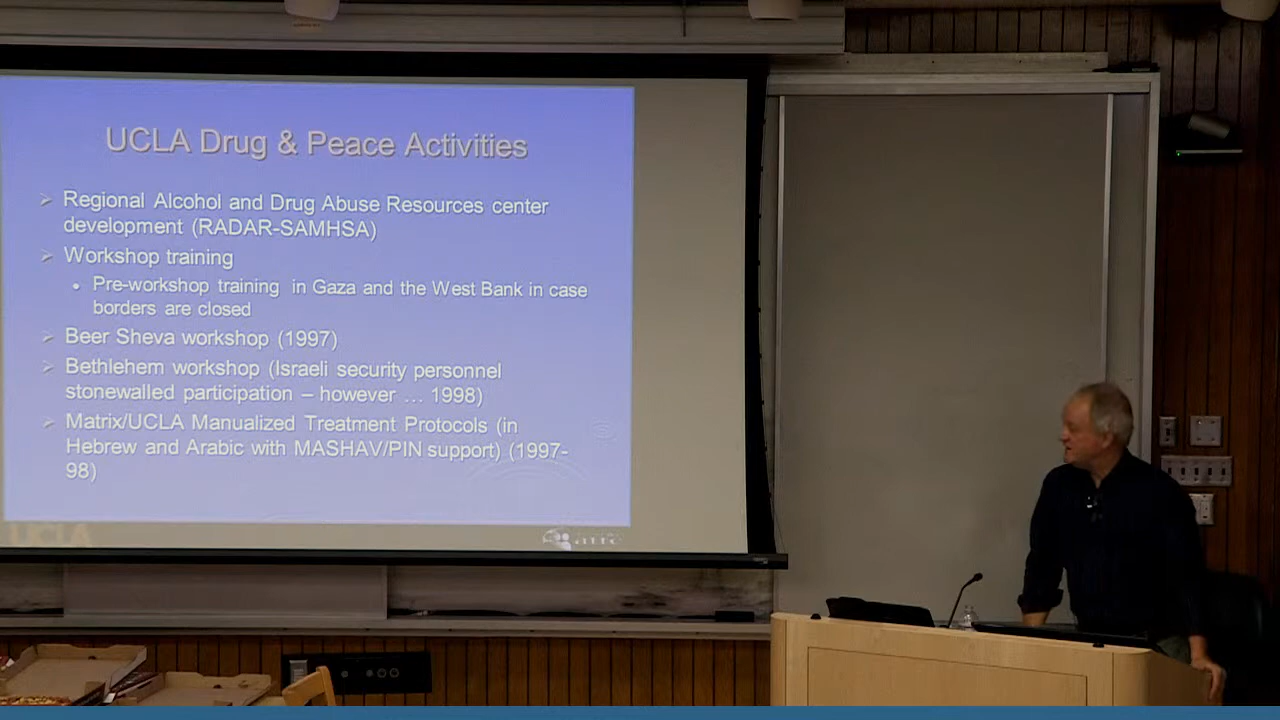 UCLA Drug & Peace Activities
Regional Alcohol and Drug Abuse Resources center
development (RADAR-SAMHSA)
Workshop training
Pre-workshop training in Gaza and the West Bank in case
borders are closed
Beer Sheva workshop (1997)
Bethlehem workshop (Israeli security personnel
stonewalled participation – however … 1998)
Matrix/UCLA Manualized Treatment Protocols (in
Hebrew and Arabic with MASHAV/PIN support) (1997-
98)
UCLA